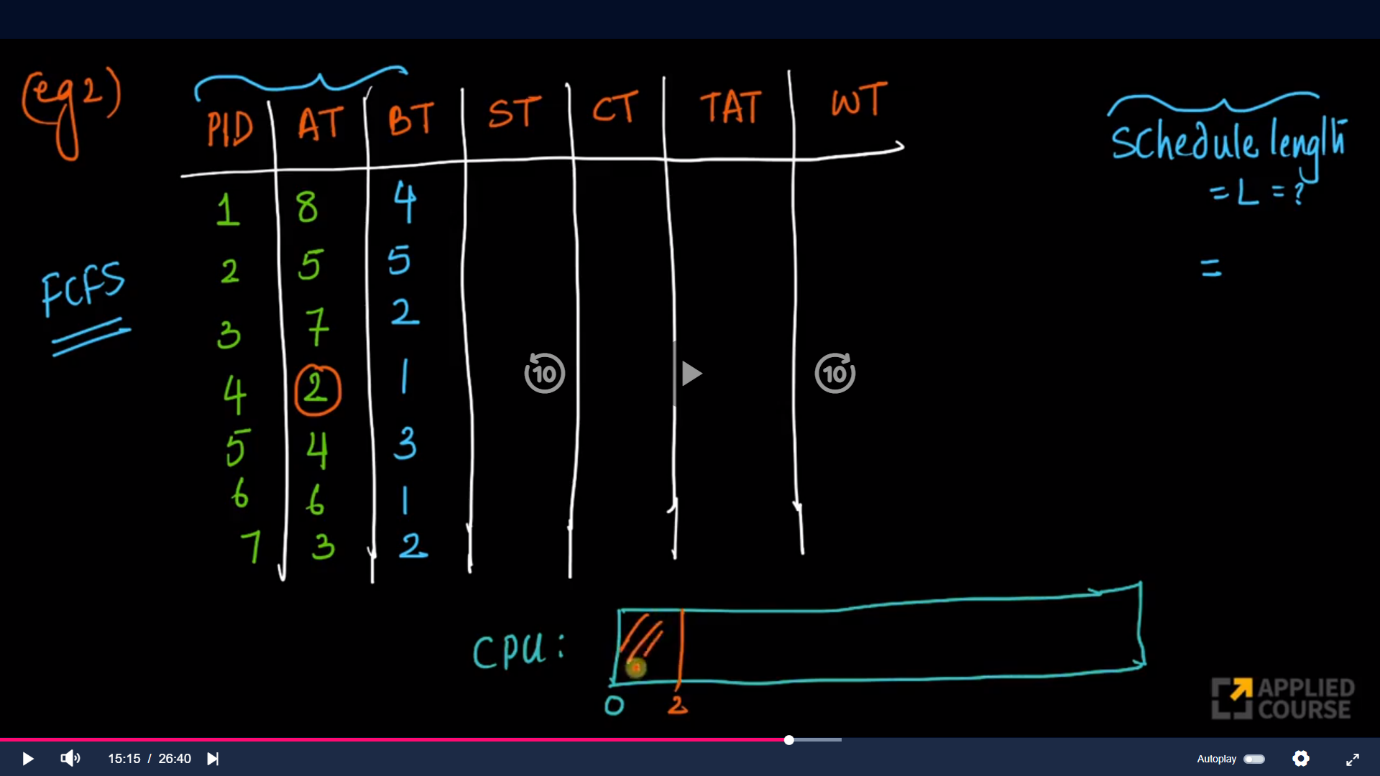 (eg2)
PID AT BT ST CT TAT WT
Schedule length
= L = ?
=
1 8 4
2 5 5
FCFS
3 7 2
4 2 1
10 10
5 4 3
6 6 1
7 3 2
CPU:
0 2
APPLIED
COURSE
15:15 / 26:40
Autoplay